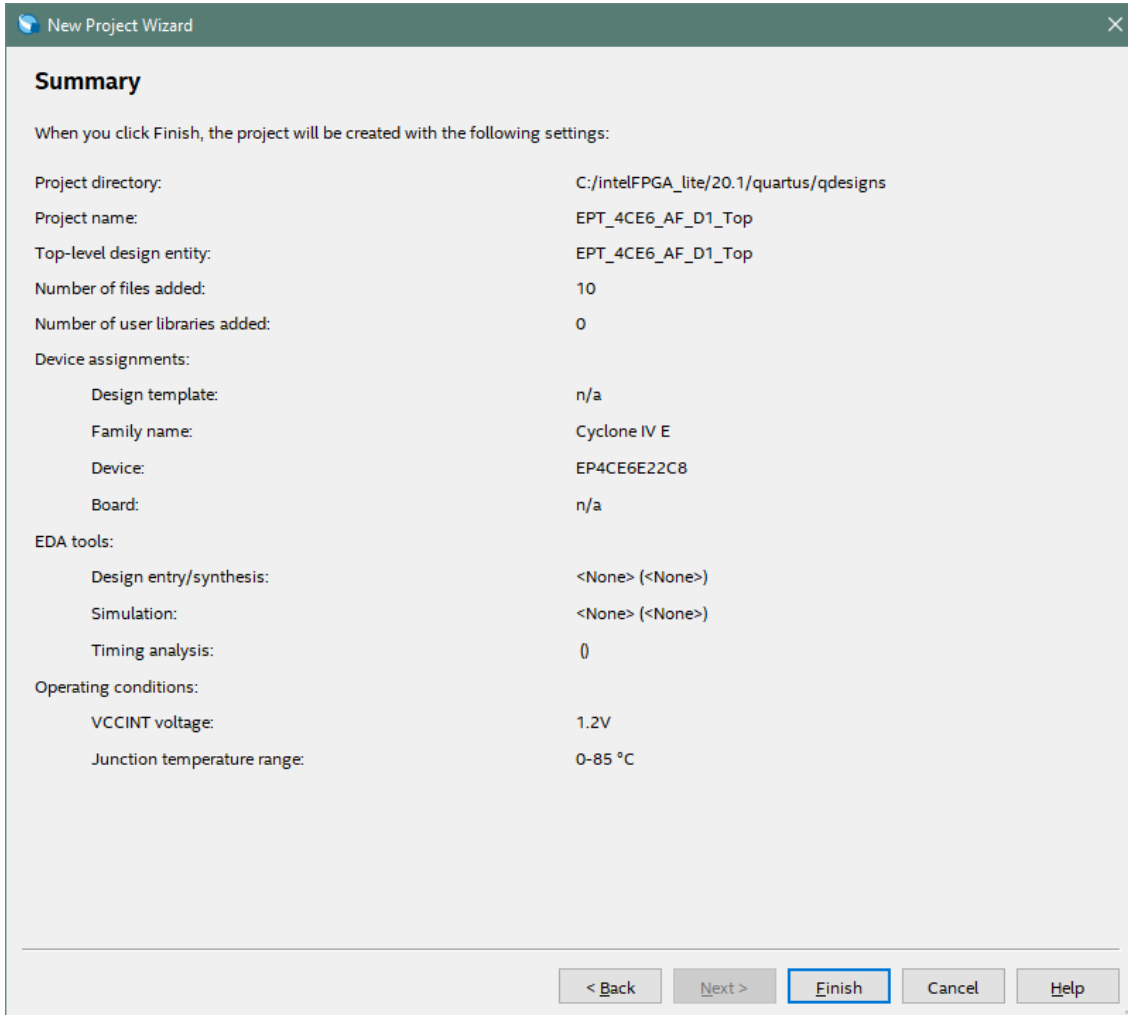 New Project Wizard
Summary
When you click Finish, the project will be created with the following settings:
Project directory: C:/intelFPGA_lite/20.1/quartus/qdesigns
Project name: EPT_4CE6_AF_D1_Top
Top-level design entity: EPT_4CE6_AF_D1_Top
Number of files added: 10
Number of user libraries added: 0
Device assignments:
Design template: n/a
Family name: Cyclone IV E
Device: EP4CE6E22C8
Board: n/a
EDA tools:
Design entry/synthesis: <None> (<None>)
Simulation: <None> (<None>)
Timing analysis: ()
Operating conditions:
VCCINT voltage: 1.2V
Junction temperature range: 0-85 °C
< Back Next > Finish Cancel Help